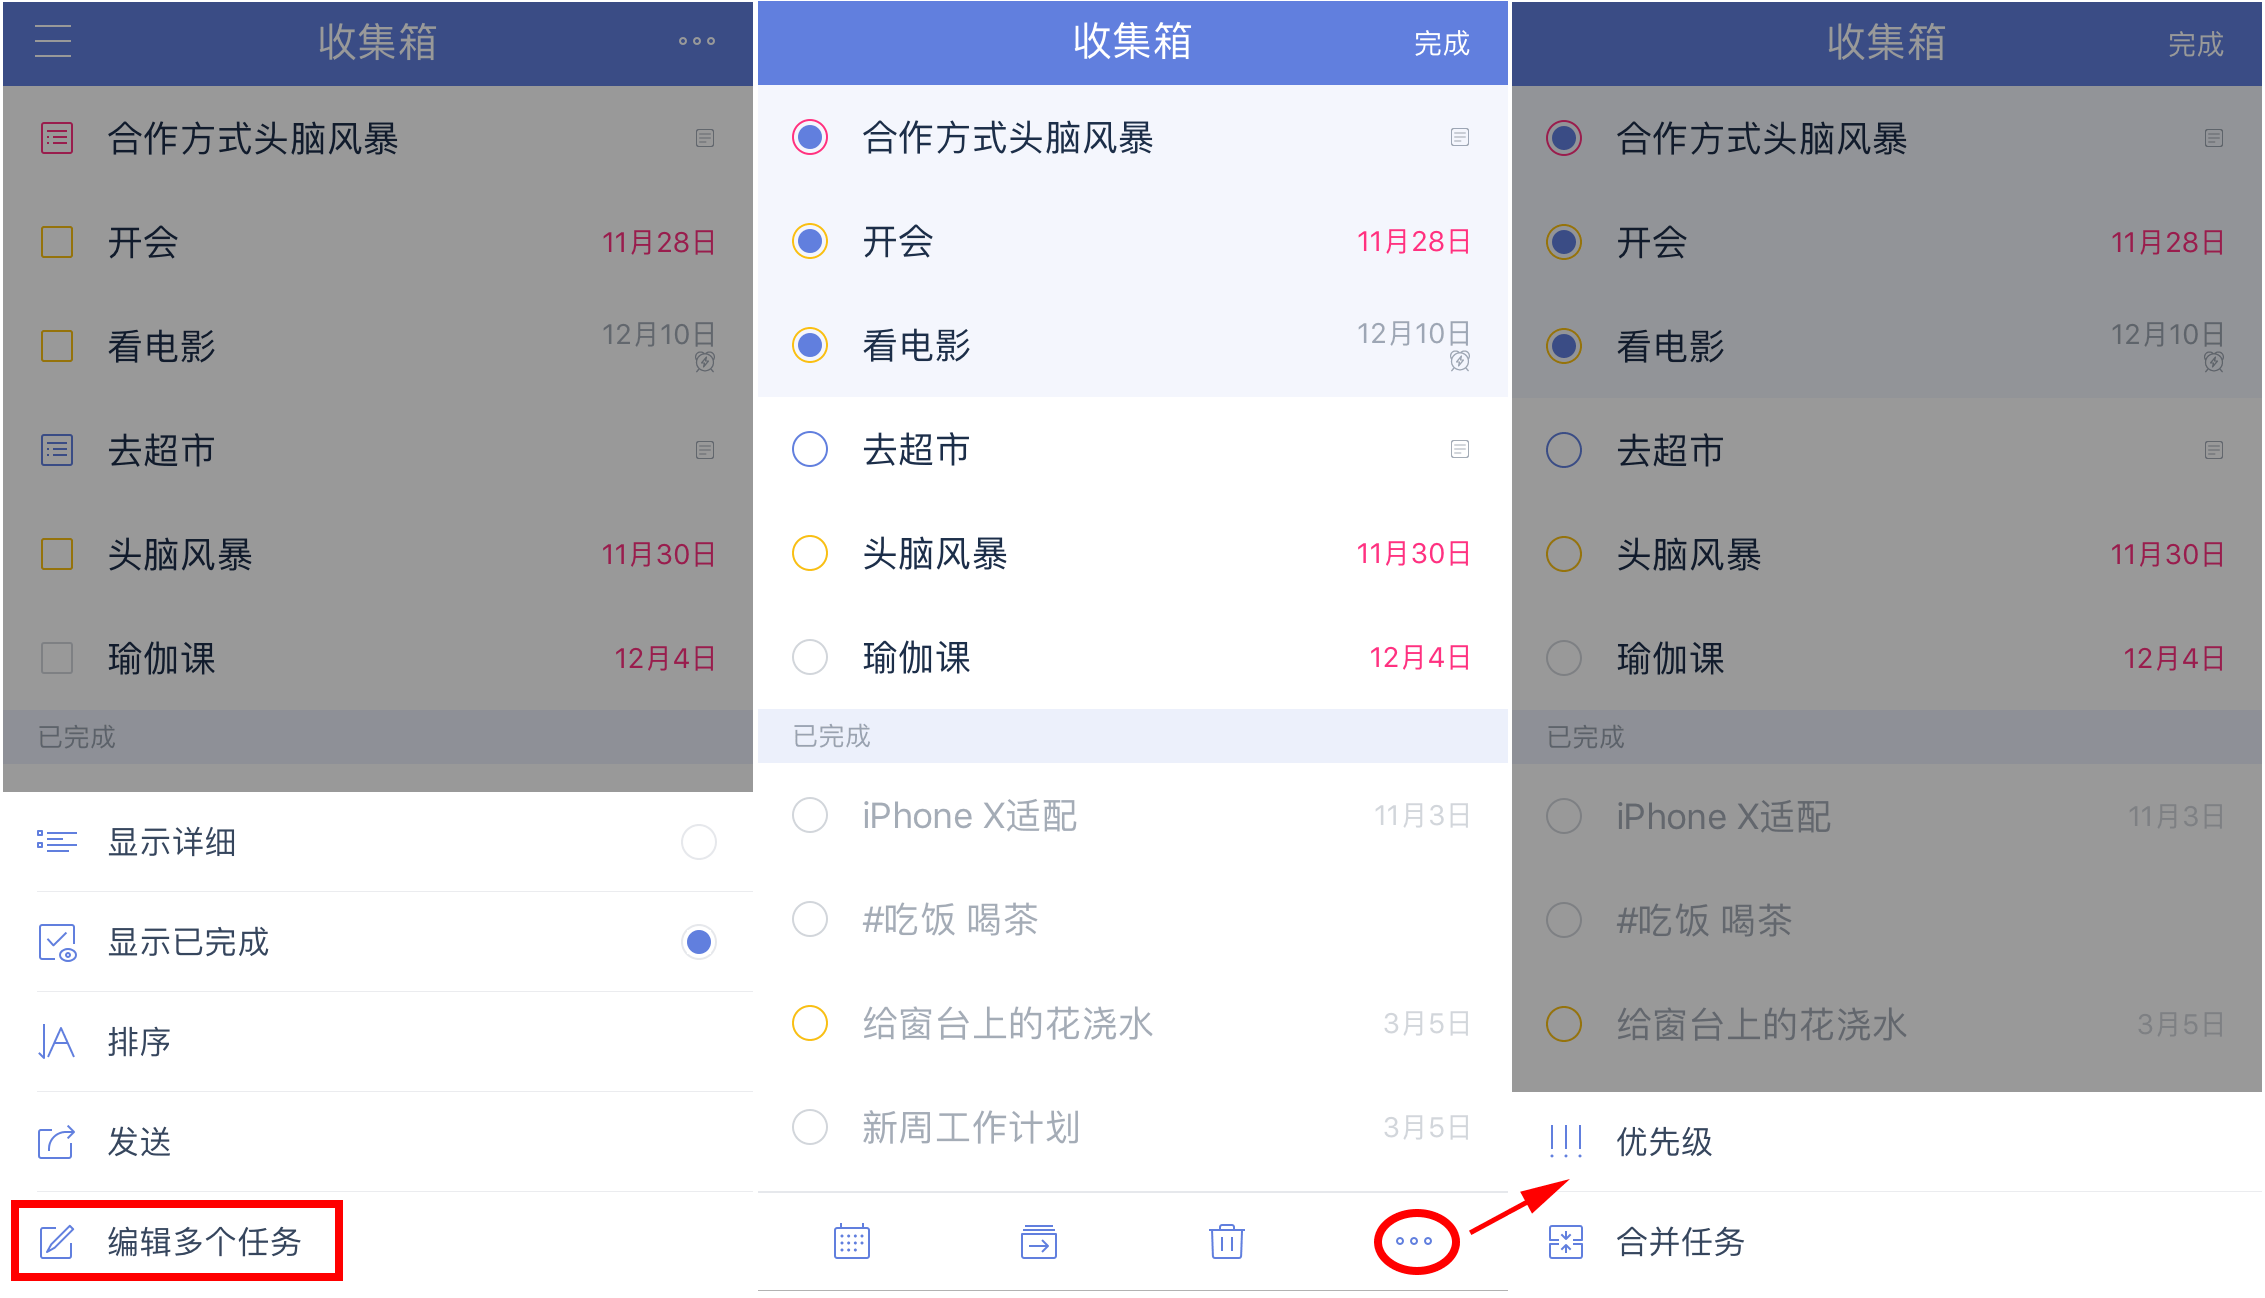 收集箱
合作方式头脑风暴
开会 11月28日
看电影 12月10日
去超市
头脑风暴 11月30日
瑜伽课 12月4日
已完成
显示详细
显示已完成
排序
发送
编辑多个任务
收集箱 完成
合作方式头脑风暴
开会 11月28日
看电影 12月10日
去超市
头脑风暴 11月30日
瑜伽课 12月4日
已完成
iPhone X适配 11月3日
#吃饭 喝茶
给窗台上的花浇水 3月5日
新周工作计划 3月5日
收集箱 完成
合作方式头脑风暴
开会 11月28日
看电影 12月10日
去超市
头脑风暴 11月30日
瑜伽课 12月4日
已完成
iPhone X适配 11月3日
#吃饭 喝茶
给窗台上的花浇水 3月5日
优先级
合并任务